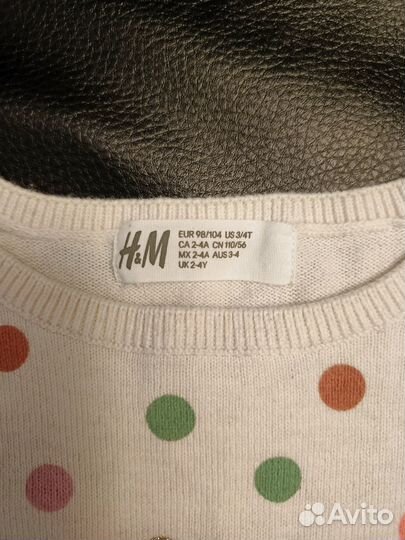 H&M
EUR 98/104 US 3/4T
CA 2-4A CN 110/56
MX 2-4A AUS 3-4
UK 2-4Y
Avito